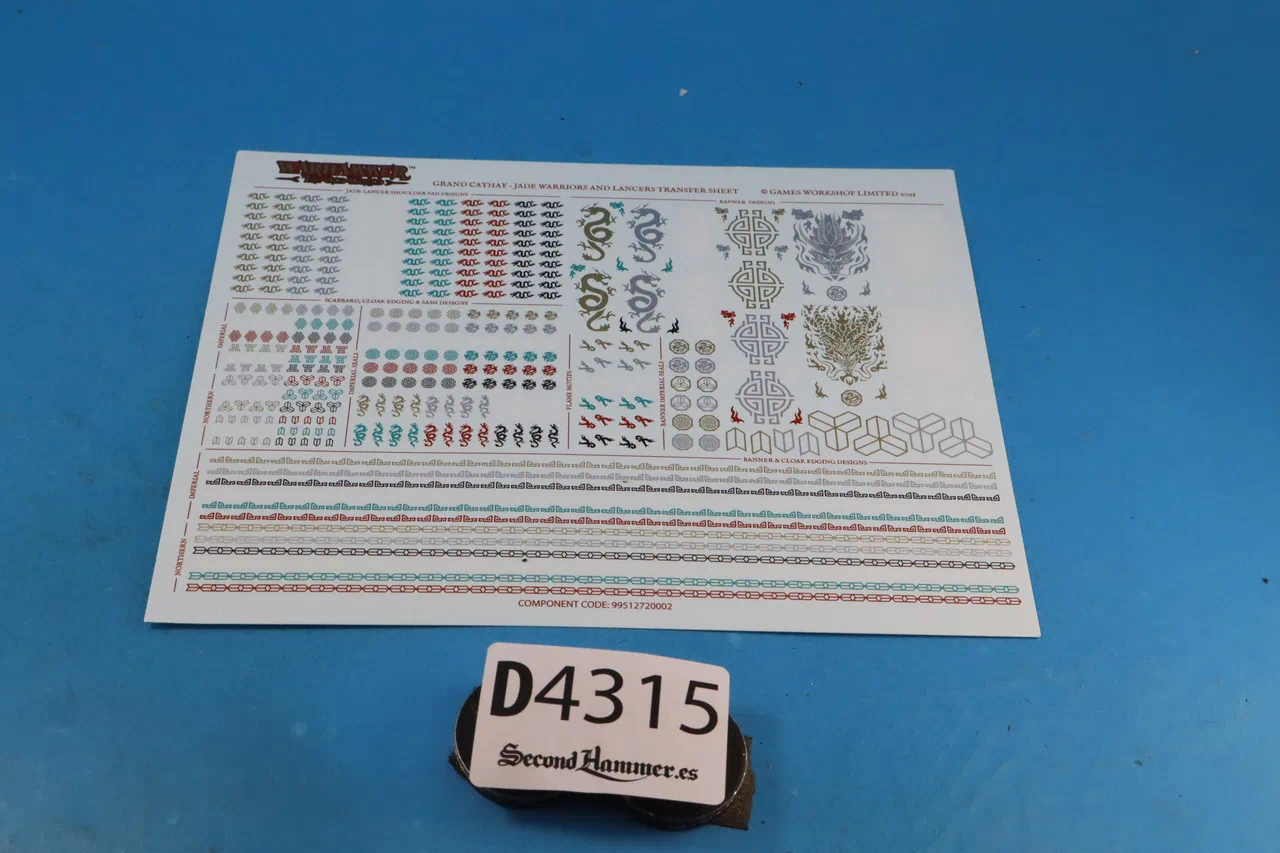 WARHAMMER™
GRAND CATHAY - JADE WARRIORS AND LANCERS TRANSFER SHEET
© GAMES WORKSHOP LIMITED 2025
JADE LANCER SHOULDER PAD DESIGNS
BANNER DESIGNS
SCABBARD, CLOAK EDGING & SASH DESIGNS
IMPERIAL
NORTHERN
IMPERIAL SEALS
FLAME MOTIFS
BANNER IMPERIAL SEALS
BANNER & CLOAK EDGING DESIGNS
IMPERIAL
NORTHERN
COMPONENT CODE: 99512720002
D4315
SecondHammer.es